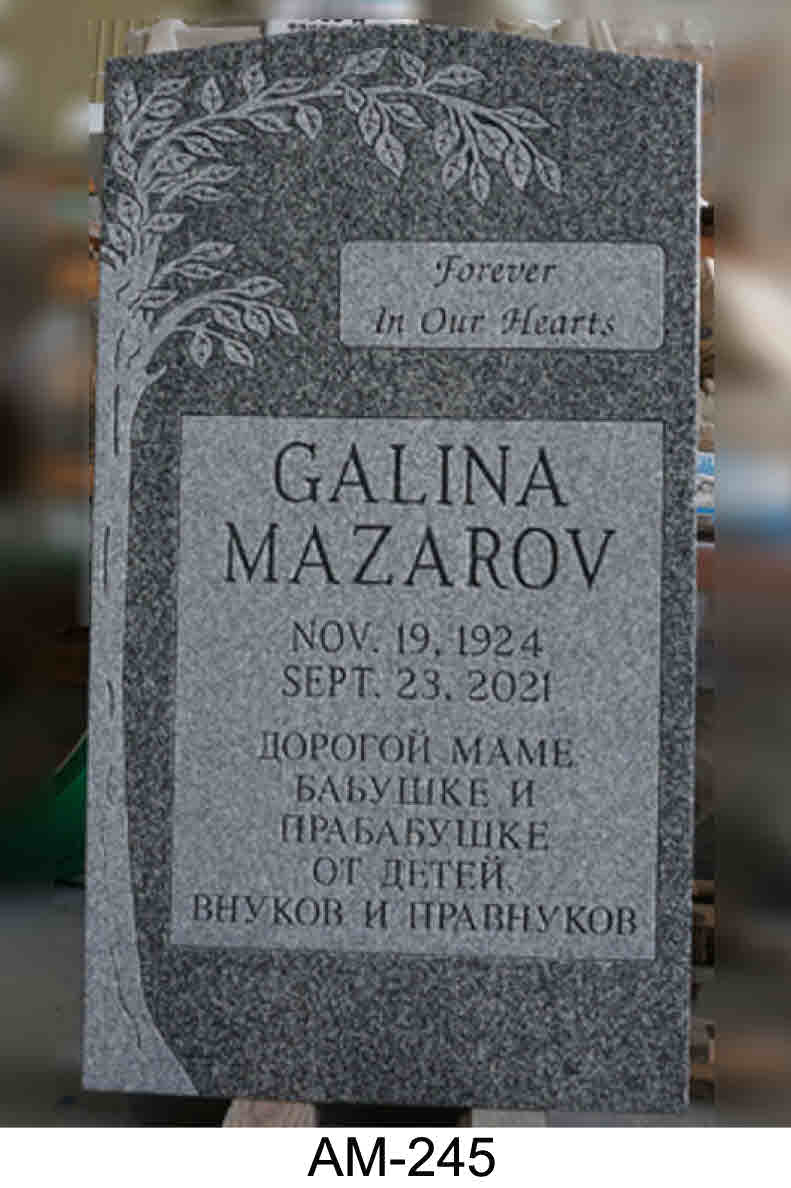 Forever
In Our Hearts
GALINA
MAZAROV
NOV. 19, 1924
SEPT. 23, 2021
ДОРОГОЙ МАМЕ,
БАБУШКЕ И
ПРАБАБУШКЕ
ОТ ДЕТЕЙ,
ВНУКОВ И ПРАВНУКОВ
AM-245